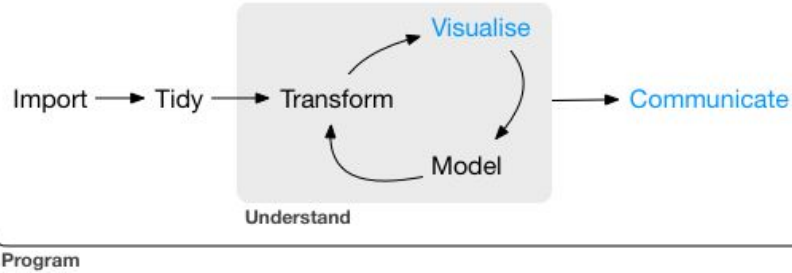 Visualise
Import Tidy Transform Communicate
Model
Understand
Program